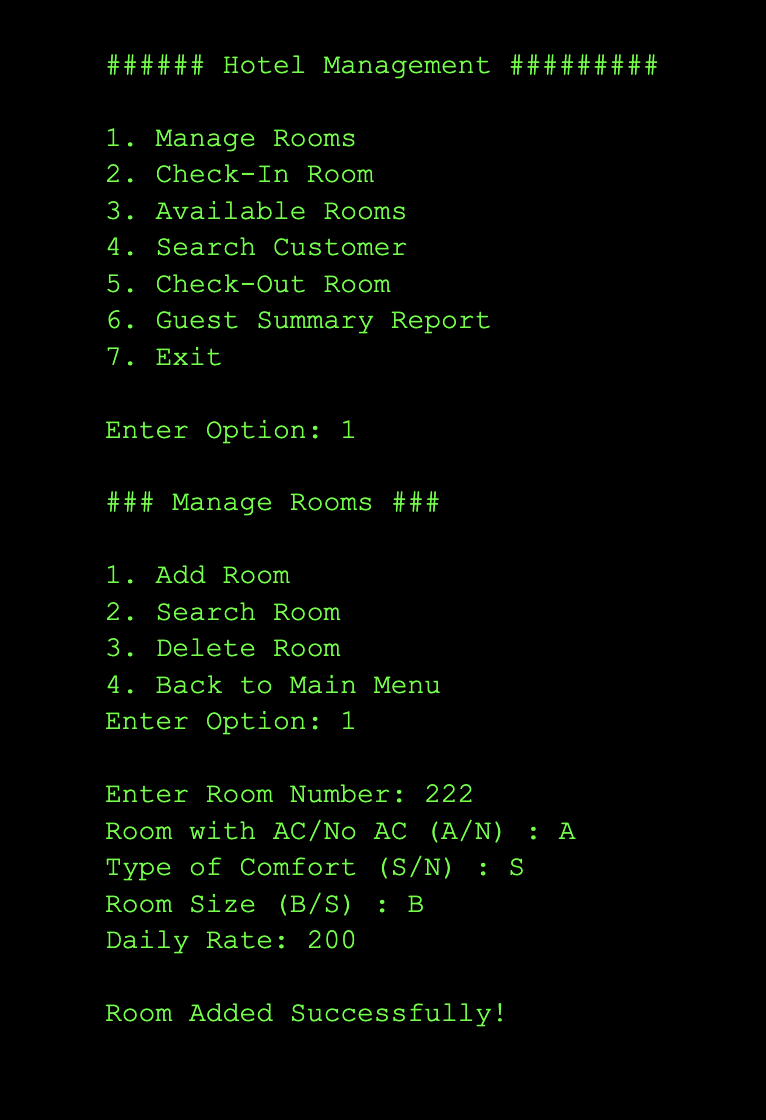 ###### Hotel Management #########
1. Manage Rooms
2. Check-In Room
3. Available Rooms
4. Search Customer
5. Check-Out Room
6. Guest Summary Report
7. Exit
Enter Option: 1
### Manage Rooms ###
1. Add Room
2. Search Room
3. Delete Room
4. Back to Main Menu
Enter Option: 1
Enter Room Number: 222
Room with AC/No AC (A/N) : A
Type of Comfort (S/N) : S
Room Size (B/S) : B
Daily Rate: 200
Room Added Successfully!